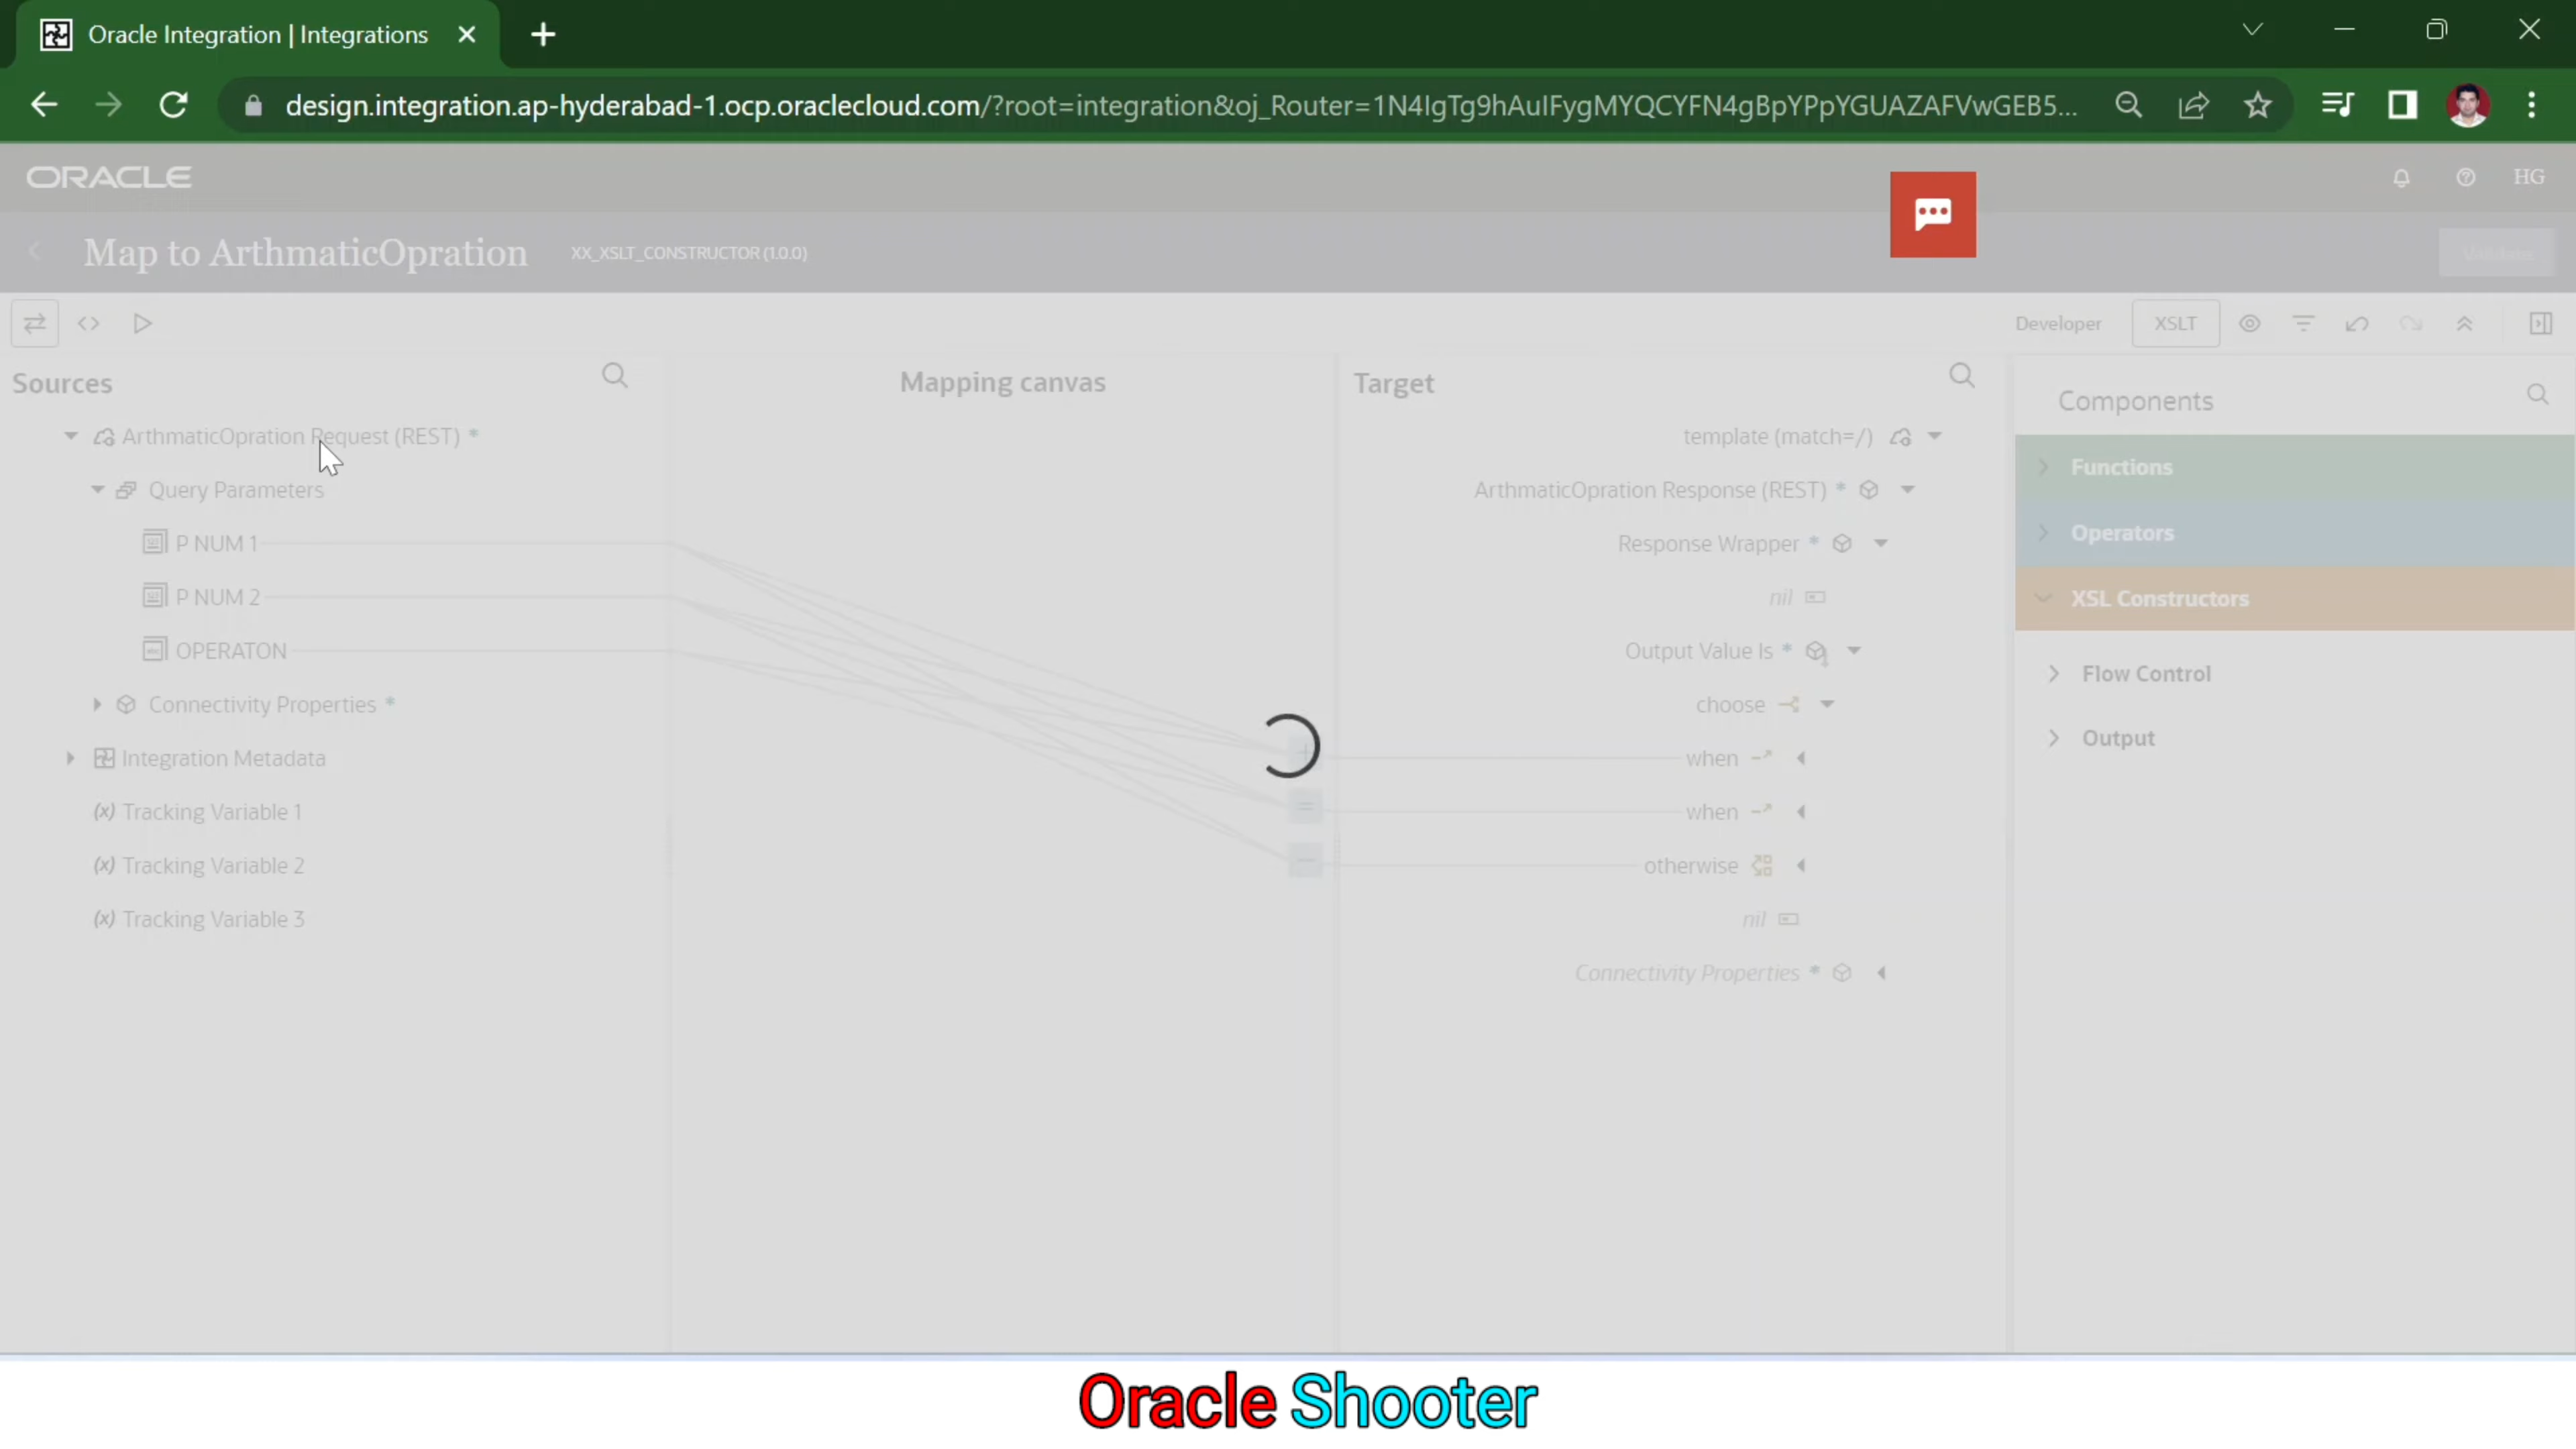 Oracle Integration | Integrations
design.integration.ap-hyderabad-1.ocp.oraclecloud.com/?root=integration&oj_Router=1N4IgTg9hAuIFygMYQCYFN4gBpYPpYGUAZAFVwGEB5...
ORACLE
HG
Map to ArthmaticOpration
XX_XSLT_CONSTRUCTOR (1.0.0)
Developer
XSLT
Sources
Mapping canvas
Target
Components
ArthmaticOpration Request (REST) *
template (match=/)
Functions
Query Parameters
ArthmaticOpration Response (REST) *
Operators
P NUM 1
Response Wrapper *
P NUM 2
nil
XSL Constructors
OPERATON
Output Value Is *
Flow Control
Connectivity Properties *
choose
Output
Integration Metadata
when
(x) Tracking Variable 1
when
(x) Tracking Variable 2
otherwise
(x) Tracking Variable 3
nil
Connectivity Properties *
Oracle Shooter